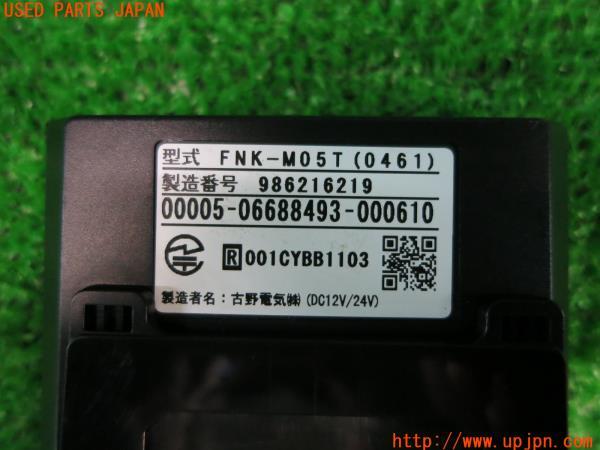 USED PARTS JAPAN
型式 FNK-M05T(0461)
製造番号 986216219
00005-06688493-000610
R 001CYBB1103
製造者名：古野電気㈱(DC12V/24V)
http://www.upjpn.com/